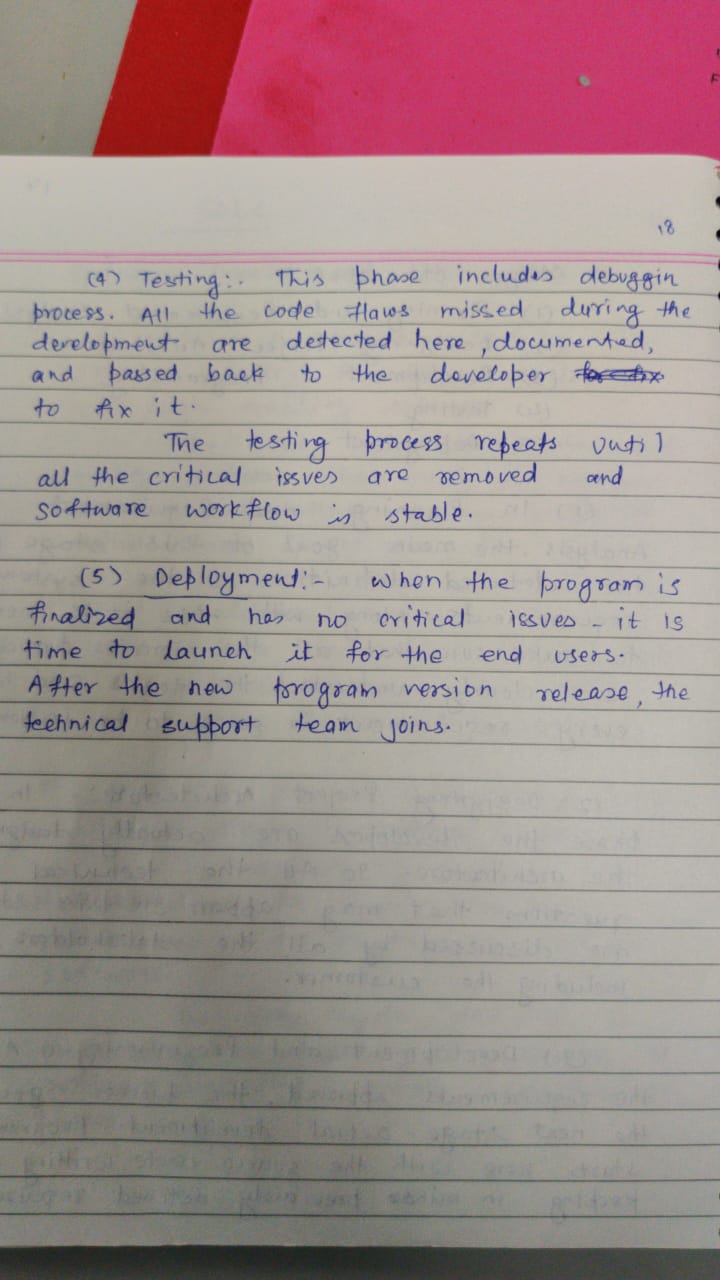 18
(4) Testing:. This phase includes debuggin
process. All the code flaws missed during the
development are detected here, documented,
and passed back to the developer for fix
to fix it.
The testing process repeats until
all the critical issues are removed and
software workflow is stable.
(5) Deployment:- when the program is
finalized and has no critical issues - it is
time to launch it for the end users.
After the new program version release, the
technical support team joins.